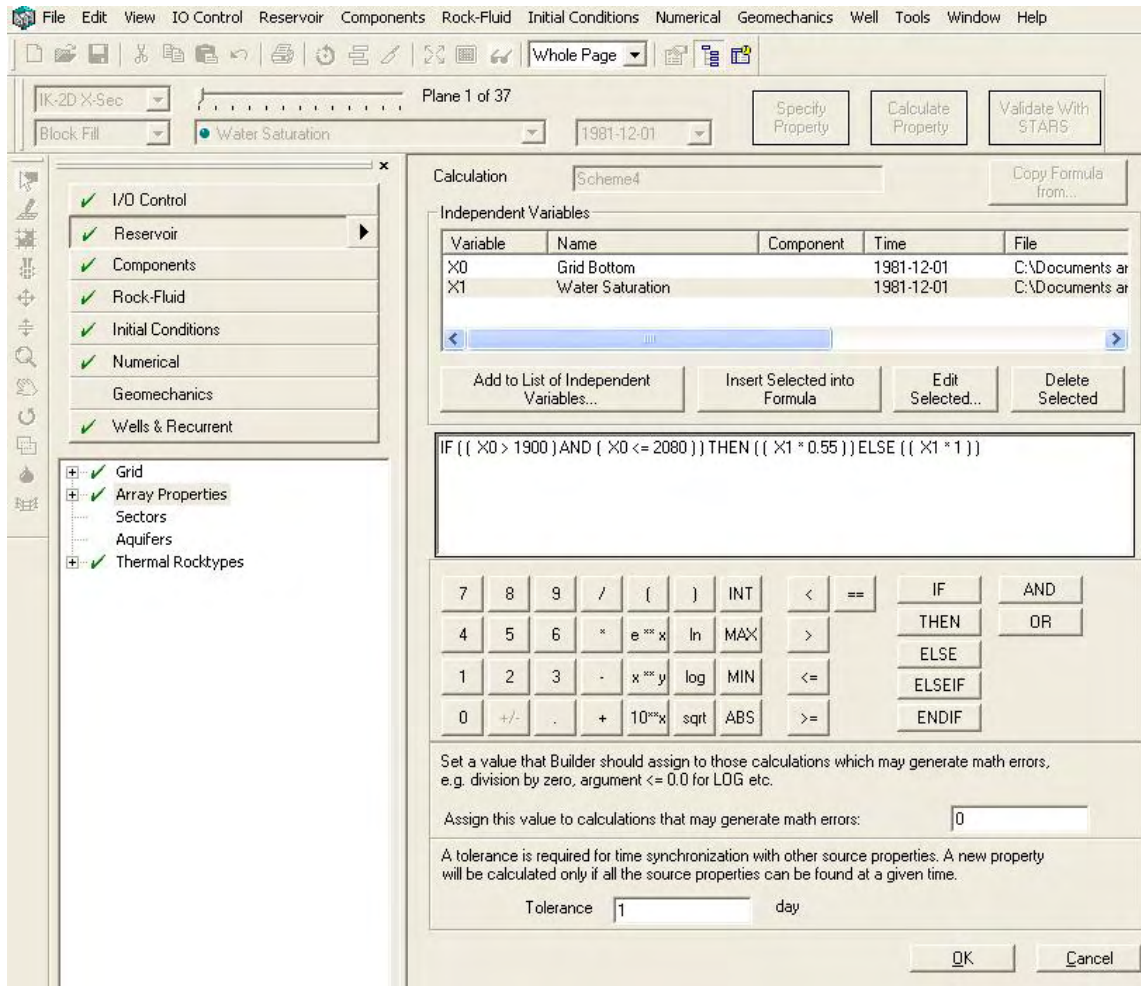 File Edit View IO Control Reservoir Components Rock-Fluid Initial Conditions Numerical Geomechanics Well Tools Window Help
Whole Page
IK-2D X-Sec
Plane 1 of 37
Specify Property
Calculate Property
Validate With STARS
Block Fill
Water Saturation
1981-12-01
I/O Control
Reservoir
Components
Rock-Fluid
Initial Conditions
Numerical
Geomechanics
Wells & Recurrent
Grid
Array Properties
Sectors
Aquifers
Thermal Rocktypes
Calculation Scheme4
Copy Formula from...
Independent Variables
Variable Name Component Time File
X0 Grid Bottom 1981-12-01 C:\Documents ar
X1 Water Saturation 1981-12-01 C:\Documents ar
Add to List of Independent Variables...
Insert Selected into Formula
Edit Selected...
Delete Selected
IF ( ( X0 > 1900 ) AND ( X0 <= 2080 ) ) THEN ( ( X1 * 0.55 ) ) ELSE ( ( X1 * 1 ) )
7 8 9 / ( ) INT < == IF AND
4 5 6 * e ** x ln MAX > THEN OR
ELSE
1 2 3 - x ** y log MIN <= ELSEIF
0 +/- . + 10**x sqrt ABS >= ENDIF
Set a value that Builder should assign to those calculations which may generate math errors,
e.g. division by zero, argument <= 0.0 for LOG etc.
Assign this value to calculations that may generate math errors: 0
A tolerance is required for time synchronization with other source properties. A new property
will be calculated only if all the source properties can be found at a given time.
Tolerance 1 day
OK Cancel